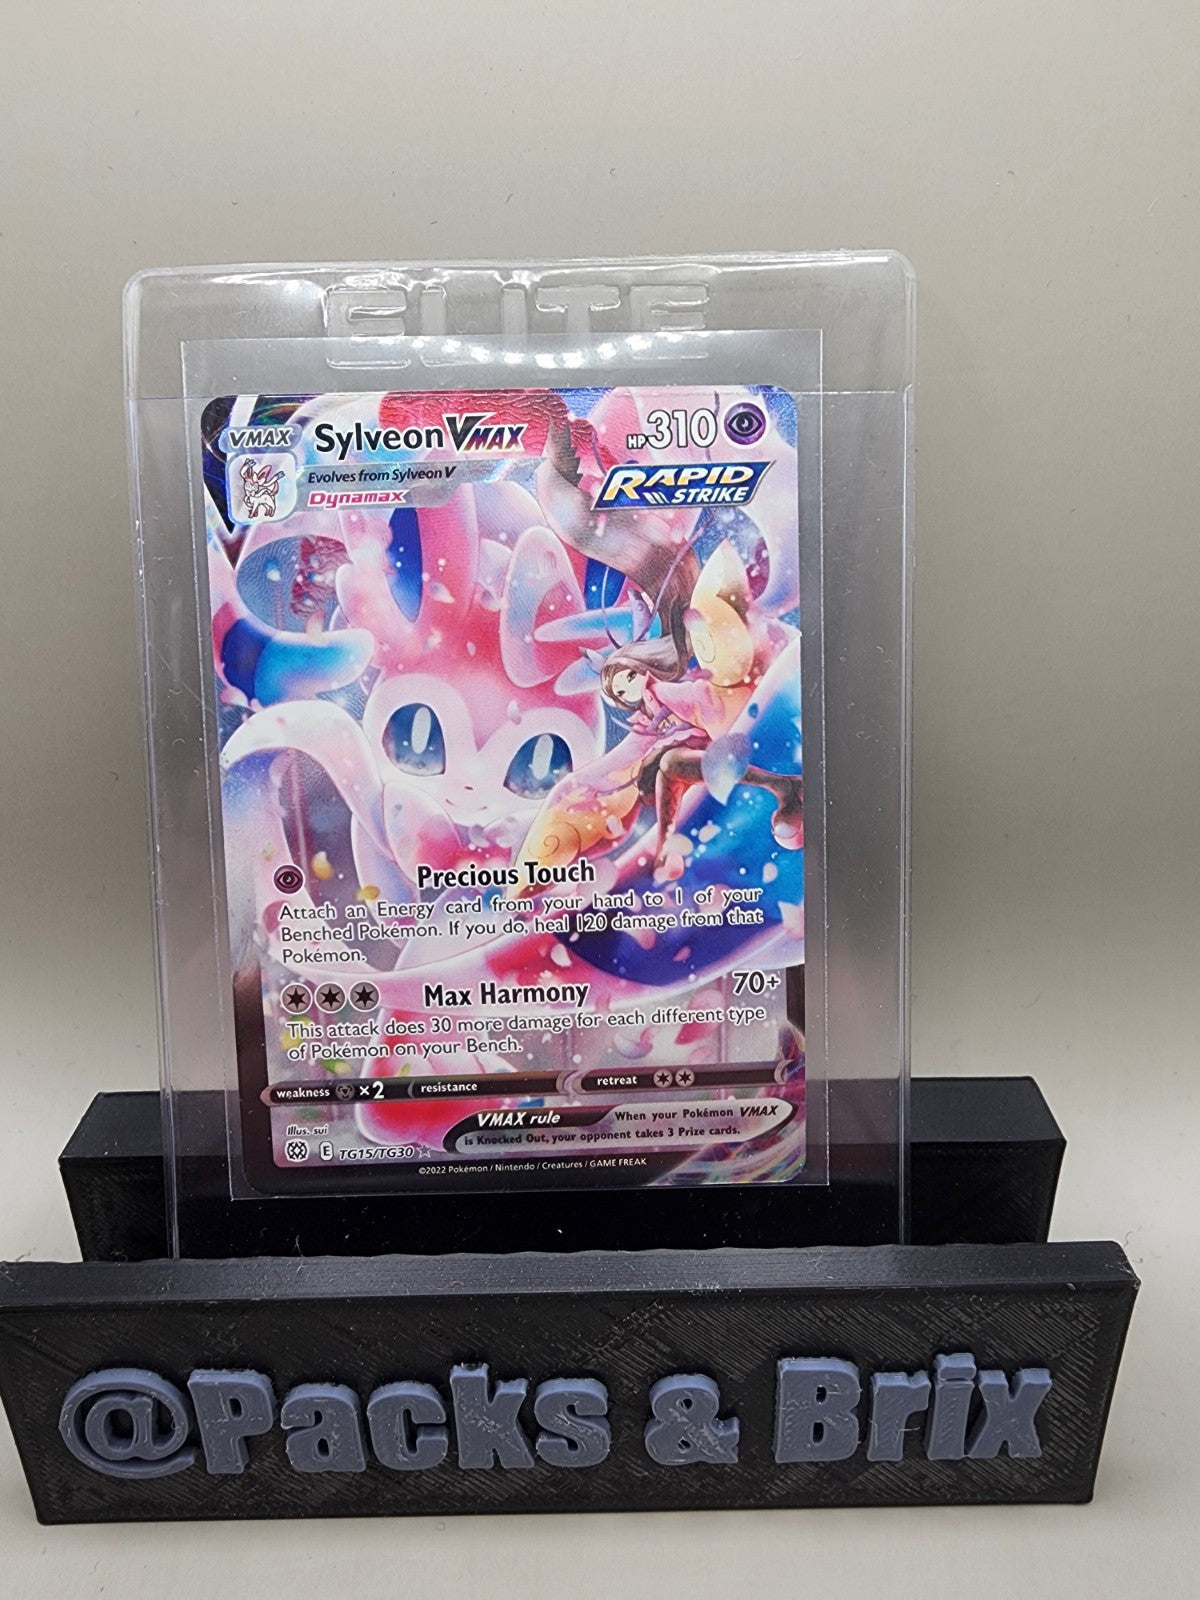 ELITE
VMAX
Sylveon VMAX
HP 310
Evolves from Sylveon V
Dynamax
RAPID
STRIKE
Precious Touch
Attach an Energy card from your hand to 1 of your
Benched Pokémon. If you do, heal 120 damage from that
Pokémon.
Max Harmony 70+
This attack does 30 more damage for each different type
of Pokémon on your Bench.
weakness ×2 resistance retreat
VMAX rule When your Pokémon VMAX
is Knocked Out, your opponent takes 3 Prize cards.
Illus. sui
E TG15/TG30
©2022 Pokémon / Nintendo / Creatures / GAME FREAK
@Packs & Brix